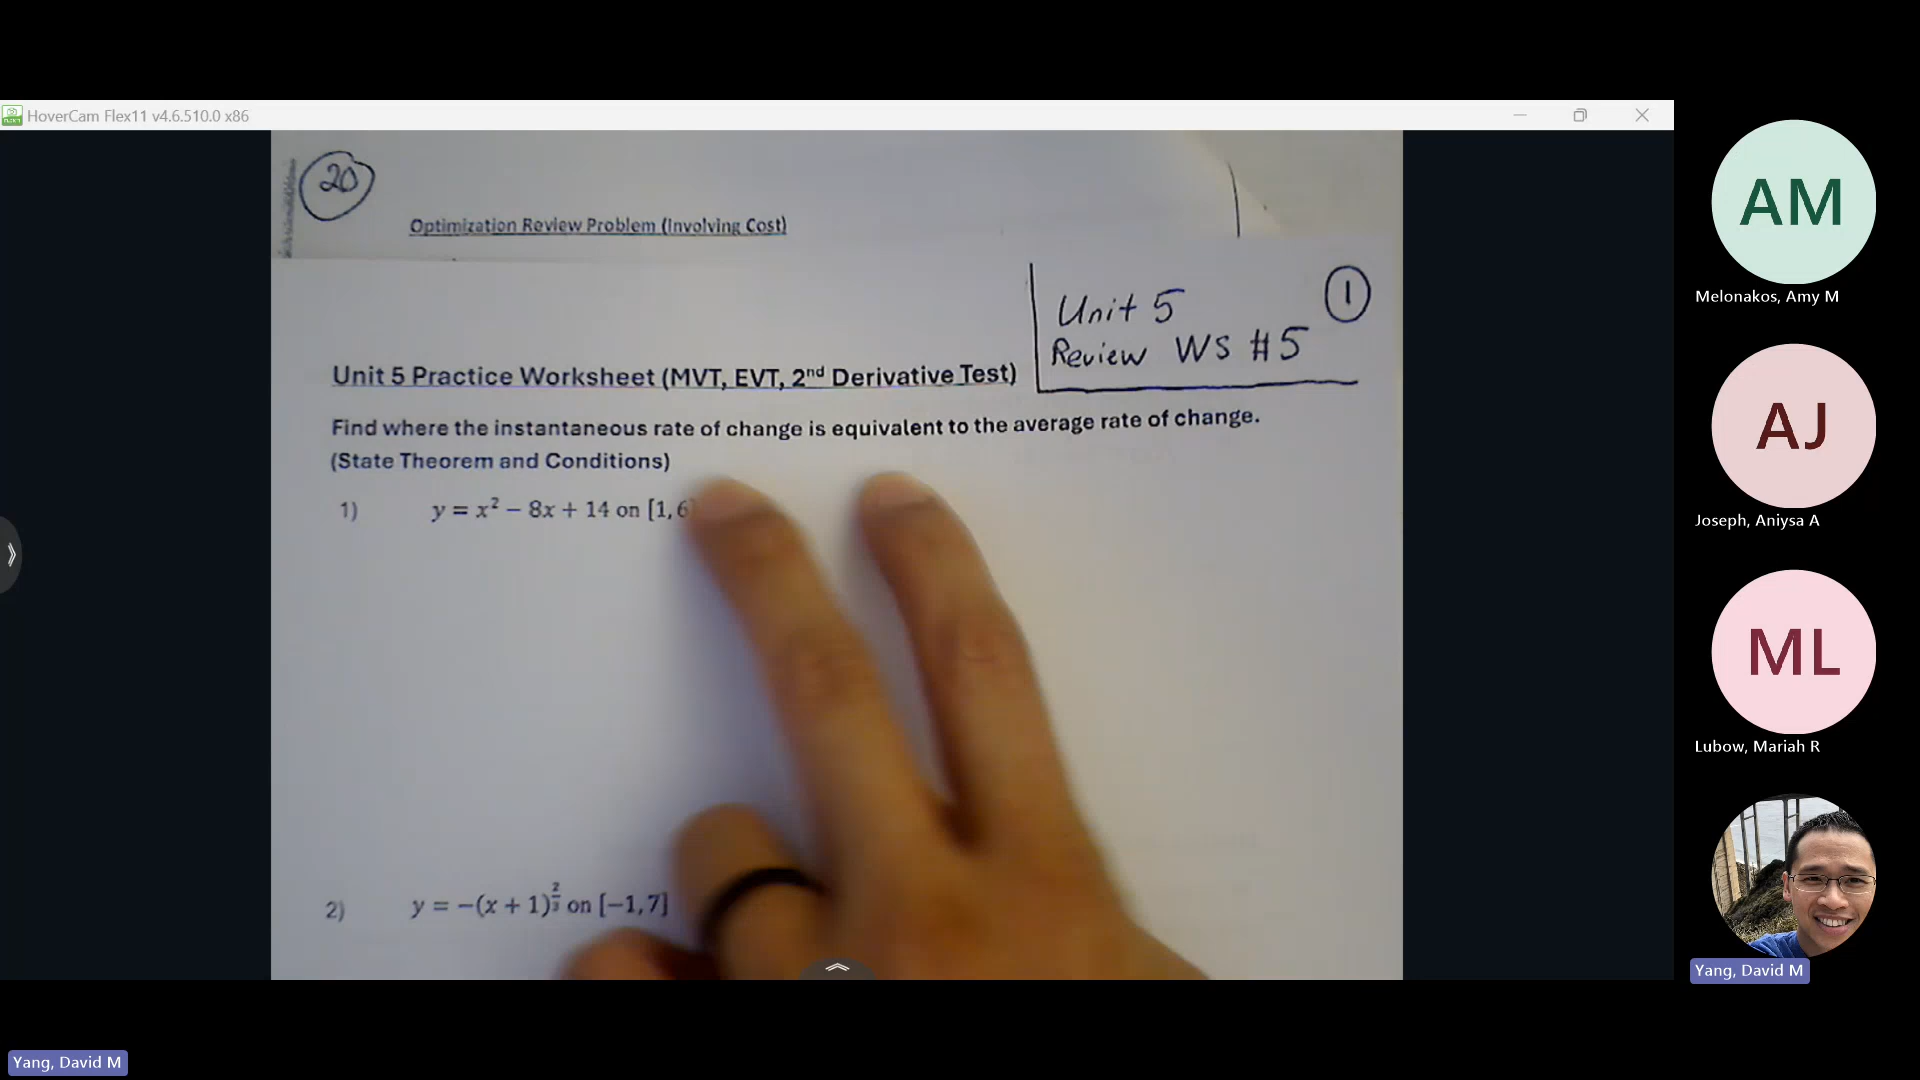 HoverCam Flex11 v4.6.510.0 x86
20
Optimization Review Problem (Involving Cost)
Unit 5
Review WS #5
1
Unit 5 Practice Worksheet (MVT, EVT, 2nd Derivative Test)
Find where the instantaneous rate of change is equivalent to the average rate of change.
(State Theorem and Conditions)
1) y = x² − 8x + 14 on [1, 6]
2) y = −(x + 1)^(2/3) on [−1, 7]
AM
Melonakos, Amy M
AJ
Joseph, Aniysa A
ML
Lubow, Mariah R
Yang, David M
Yang, David M